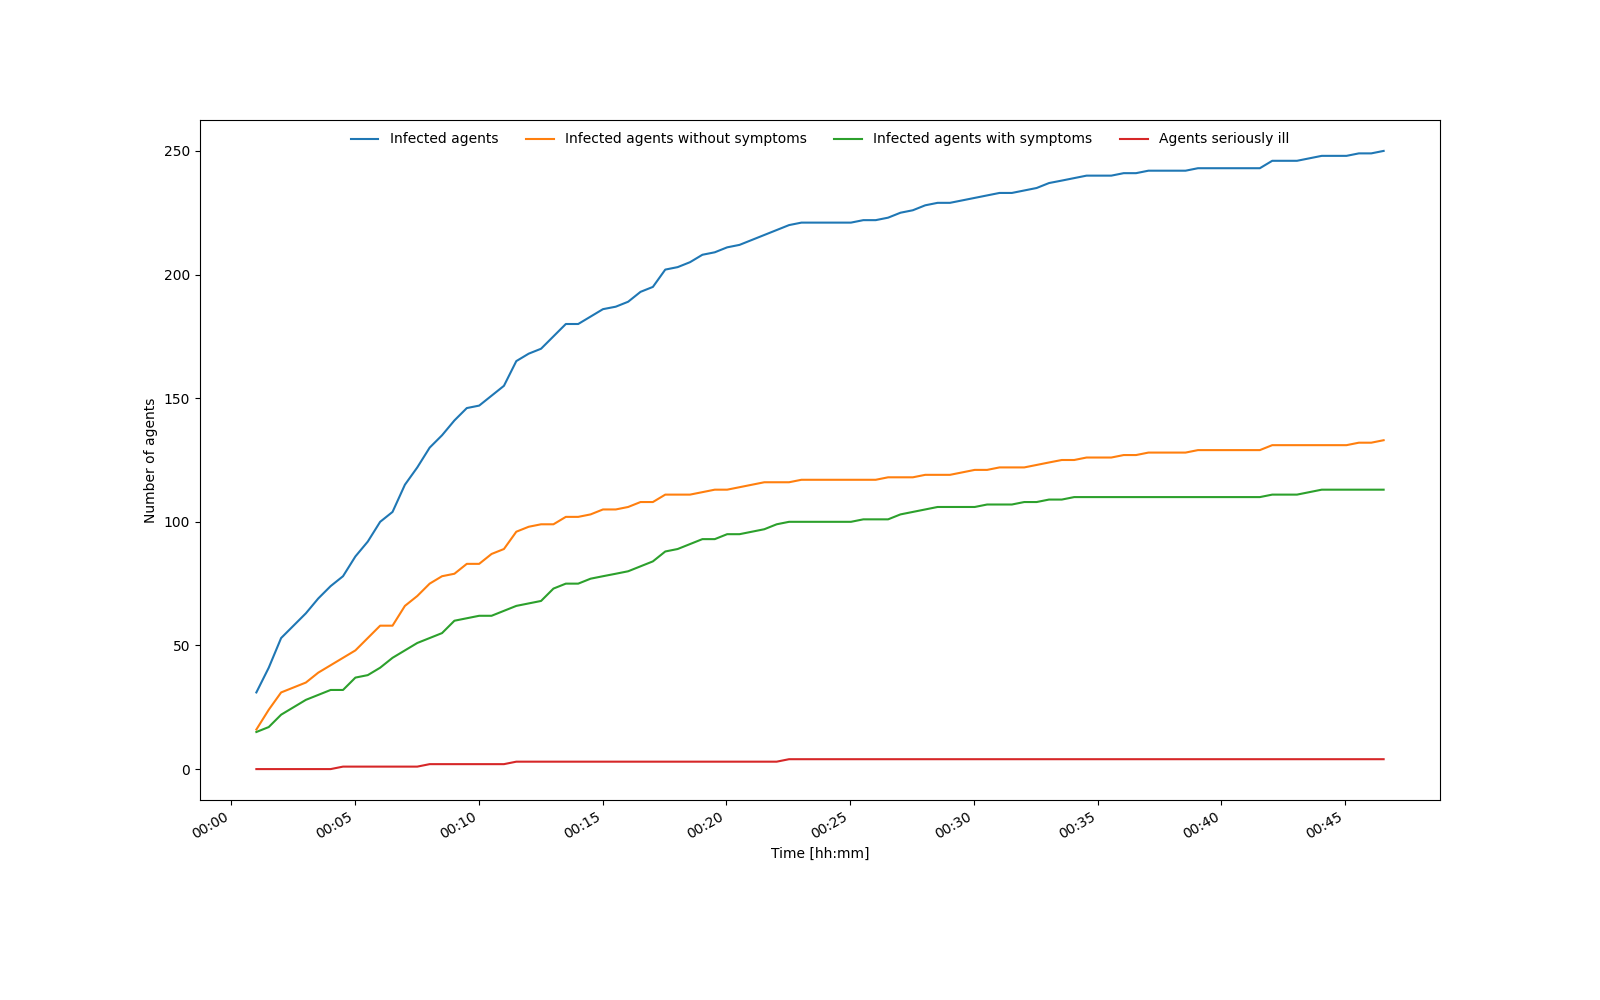 Infected agents Infected agents without symptoms Infected agents with symptoms Agents seriously ill
250
200
150
100
50
0
Number of agents
00:00 00:05 00:10 00:15 00:20 00:25 00:30 00:35 00:40 00:45
Time [hh:mm]